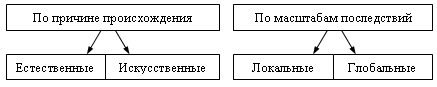 По причине происхождения
По масштабам последствий
Естественные Искусственные
Локальные Глобальные